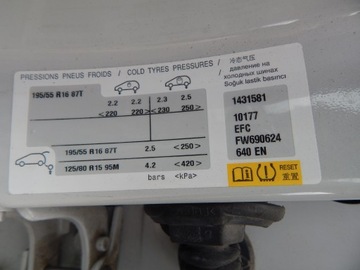 PRESSIONS PNEUS FROIDS / COLD TYRES PRESSURES /
冷态气压
давление на
холодных шинах
Soğuk lastik basıncı
195/55 R16 87T
2.2 2.2 2.3 2.5
<220 220> <230 250>
195/55 R16 87T 2.5 <250>
125/80 R15 95M 4.2 <420>
bars <kPa>
1431581
10177
EFC
FW690624
640 EN
RESET
重置